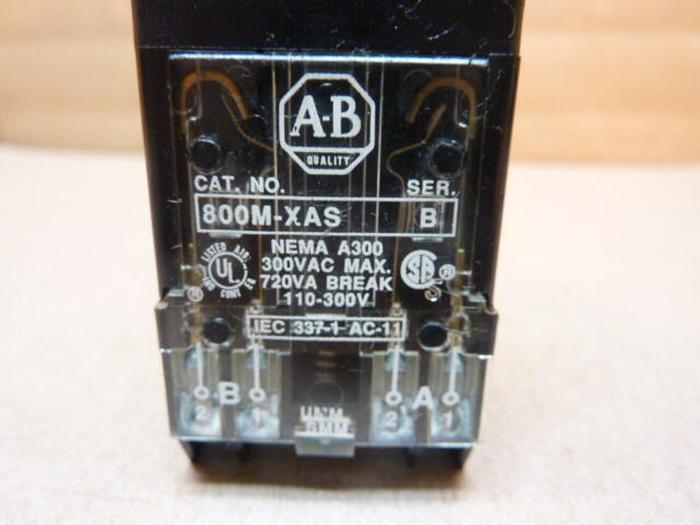 A-B
QUALITY
CAT. NO. SER.
800M-XAS B
NEMA A300
300VAC MAX.
720VA BREAK
110-300V
LISTED UL ®
SA ®
IEC 337-1 AC-11
B A
2 1 2 1